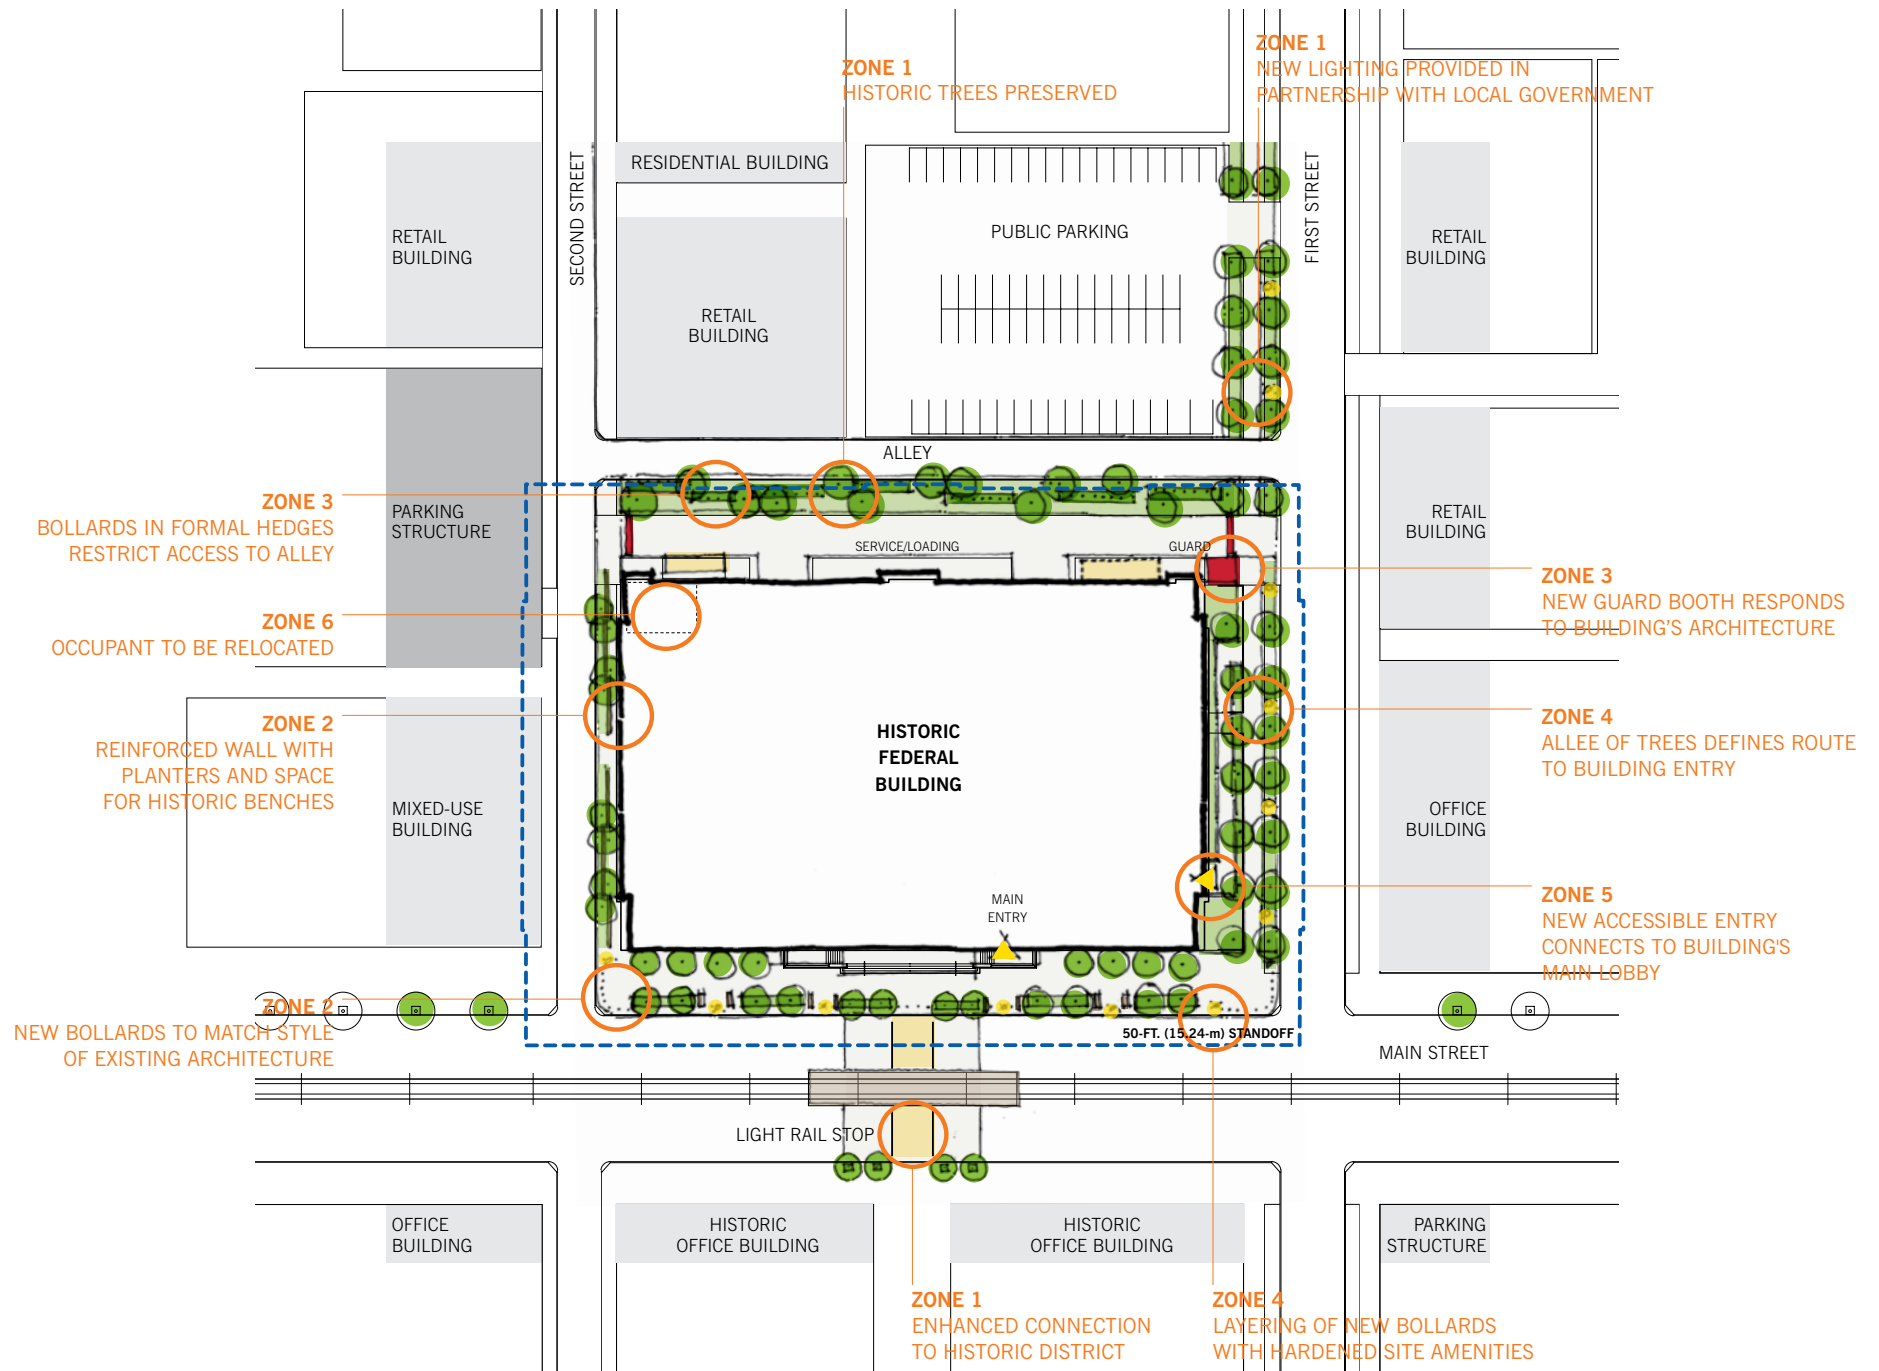 ZONE 1
NEW LIGHTING PROVIDED IN
PARTNERSHIP WITH LOCAL GOVERNMENT
ZONE 1
HISTORIC TREES PRESERVED
SECOND STREET
RESIDENTIAL BUILDING
FIRST STREET
PUBLIC PARKING
RETAIL
BUILDING
RETAIL
BUILDING
RETAIL
BUILDING
ALLEY
ZONE 3
BOLLARDS IN FORMAL HEDGES
RESTRICT ACCESS TO ALLEY
PARKING
STRUCTURE
RETAIL
BUILDING
SERVICE/LOADING
GUARD
ZONE 3
NEW GUARD BOOTH RESPONDS
TO BUILDING'S ARCHITECTURE
ZONE 6
OCCUPANT TO BE RELOCATED
ZONE 2
REINFORCED WALL WITH
PLANTERS AND SPACE
FOR HISTORIC BENCHES
HISTORIC
FEDERAL
BUILDING
ZONE 4
ALLEE OF TREES DEFINES ROUTE
TO BUILDING ENTRY
MIXED-USE
BUILDING
OFFICE
BUILDING
MAIN
ENTRY
ZONE 5
NEW ACCESSIBLE ENTRY
CONNECTS TO BUILDING'S
MAIN LOBBY
ZONE 2
NEW BOLLARDS TO MATCH STYLE
OF EXISTING ARCHITECTURE
50-FT. (15.24-m) STANDOFF
MAIN STREET
LIGHT RAIL STOP
OFFICE
BUILDING
HISTORIC
OFFICE BUILDING
HISTORIC
OFFICE BUILDING
PARKING
STRUCTURE
ZONE 1
ENHANCED CONNECTION
TO HISTORIC DISTRICT
ZONE 4
LAYERING OF NEW BOLLARDS
WITH HARDENED SITE AMENITIES